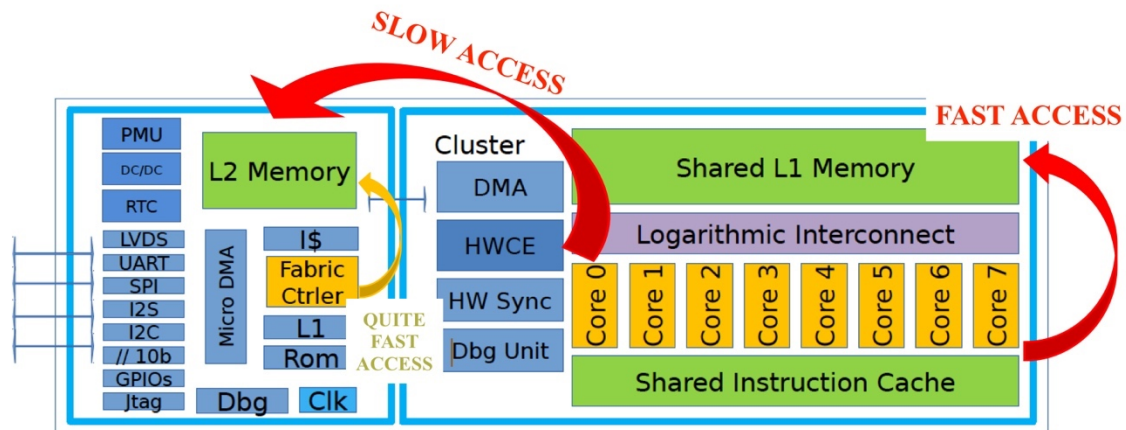 SLOW ACCESS
FAST ACCESS
PMU
DC/DC
RTC
LVDS
UART
SPI
I2S
I2C
// 10b
GPIOs
Jtag
L2 Memory
Micro DMA
I$
Fabric
Ctrler
L1
Rom
Dbg
Clk
QUITE
FAST
ACCESS
Cluster
DMA
HWCE
HW Sync
Dbg Unit
Shared L1 Memory
Logarithmic Interconnect
Core 0
Core 1
Core 2
Core 3
Core 4
Core 5
Core 6
Core 7
Shared Instruction Cache